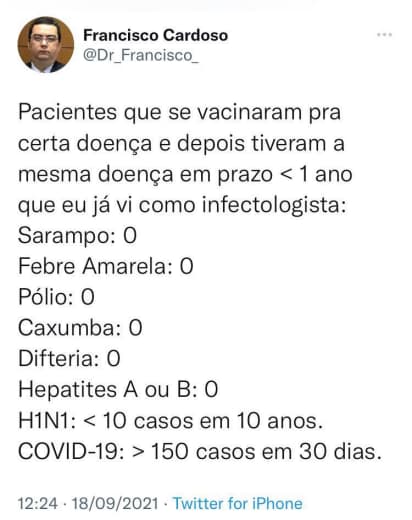 Francisco Cardoso
@Dr_Francisco_
Pacientes que se vacinaram pra
certa doença e depois tiveram a
mesma doença em prazo < 1 ano
que eu já vi como infectologista:
Sarampo: 0
Febre Amarela: 0
Pólio: 0
Caxumba: 0
Difteria: 0
Hepatites A ou B: 0
H1N1: < 10 casos em 10 anos.
COVID-19: > 150 casos em 30 dias.
12:24 · 18/09/2021 · Twitter for iPhone